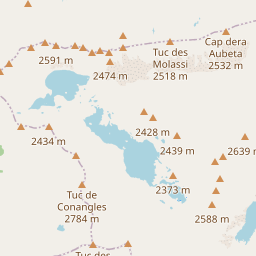 Tuc des
Molassi
2518 m
Cap dera
Aubeta
2532 m
2591 m
2474 m
2428 m
2434 m
2439 m
2639 m
2373 m
Tuc de
Conangles
2784 m
2588 m
Tuc des